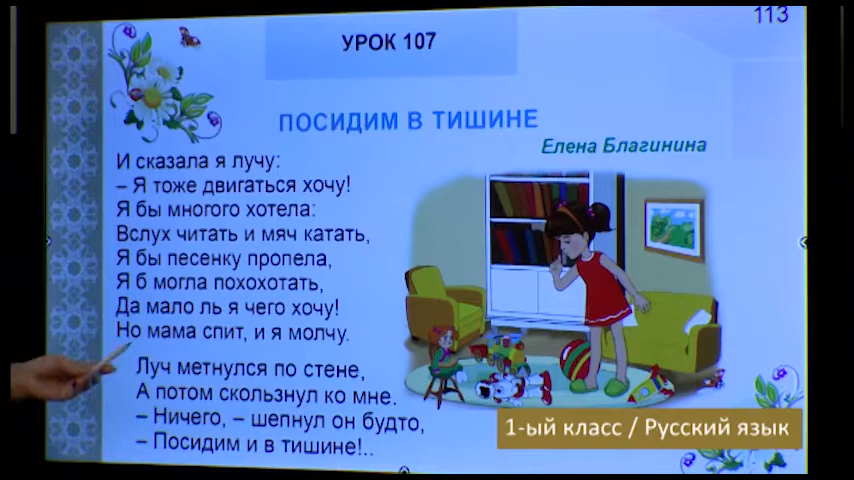 113
УРОК 107
ПОСИДИМ В ТИШИНЕ
Елена Благинина
И сказала я лучу:
– Я тоже двигаться хочу!
Я бы многого хотела:
Вслух читать и мяч катать,
Я бы песенку пропела,
Я б могла похохотать,
Да мало ль я чего хочу!
Но мама спит, и я молчу.
Луч метнулся по стене,
А потом скользнул ко мне.
– Ничего, – шепнул он будто,
– Посидим и в тишине!..
1-ый класс / Русский язык